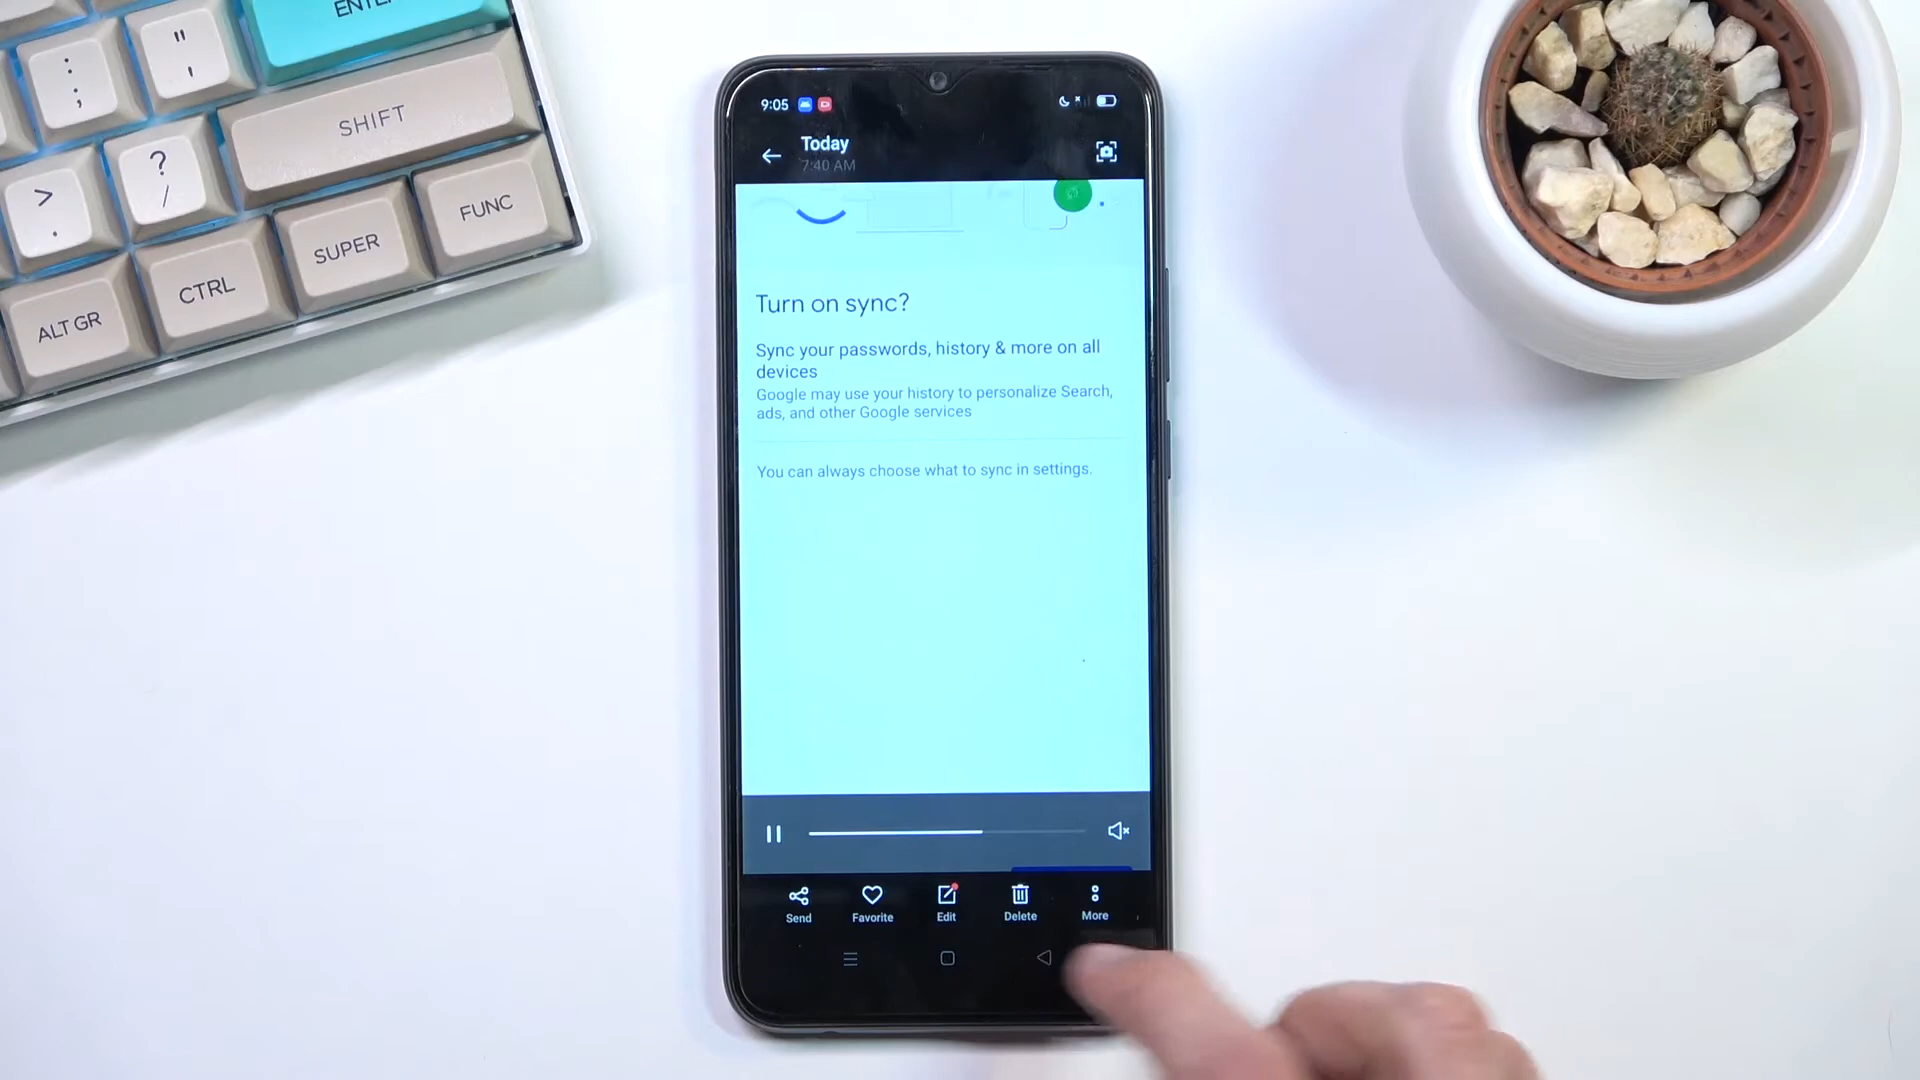 ENTER
" '
: ;
SHIFT
? /
> .
FUNC
SUPER
CTRL
ALT GR
9:05
Today
7:40 AM
Turn on sync?
Sync your passwords, history & more on all
devices
Google may use your history to personalize Search,
ads, and other Google services
You can always choose what to sync in settings.
Send
Favorite
Edit
Delete
More